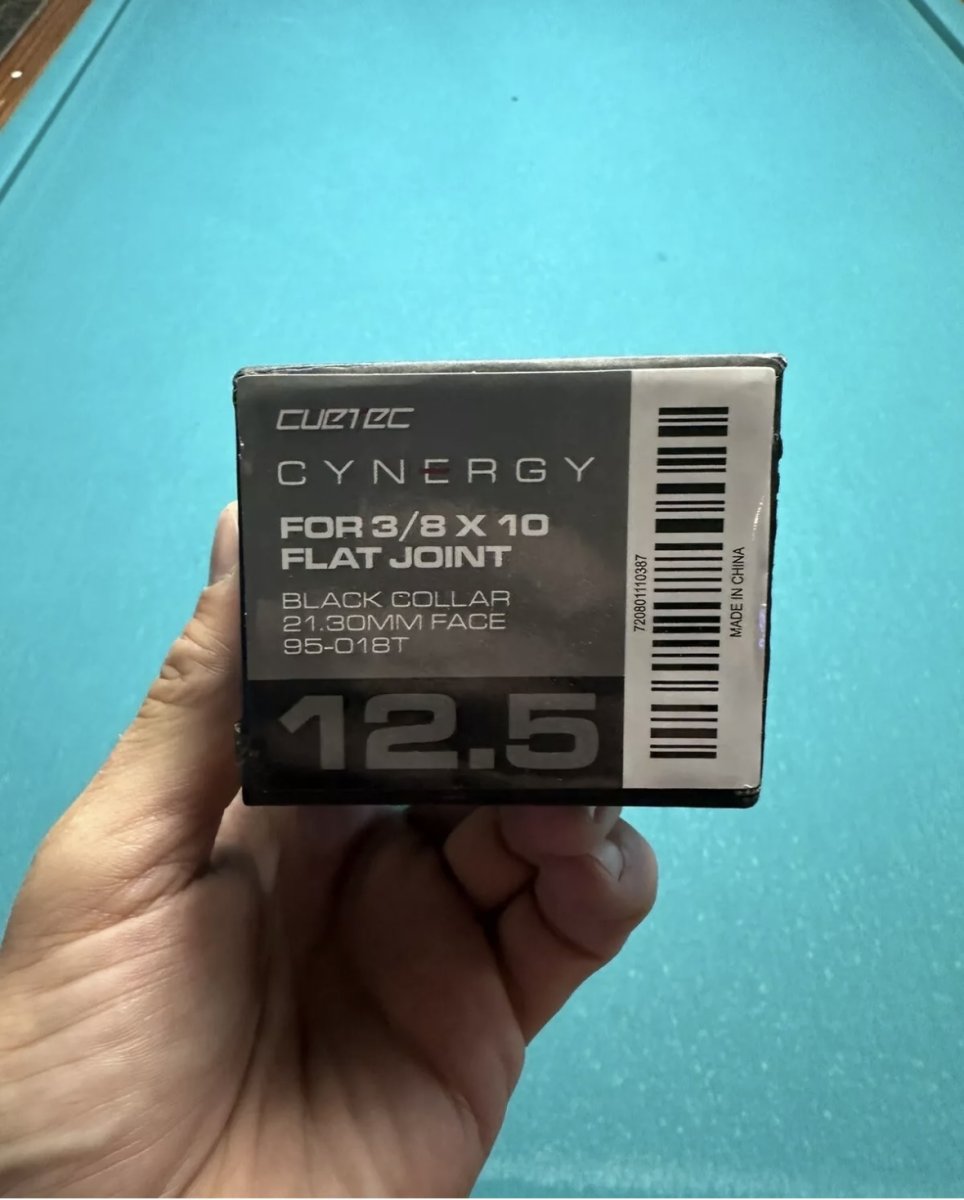 CUETEC
CYNERGY
FOR 3/8 X 10
FLAT JOINT
BLACK COLLAR
21.30MM FACE
95-018T
12.5
720801110387
MADE IN CHINA